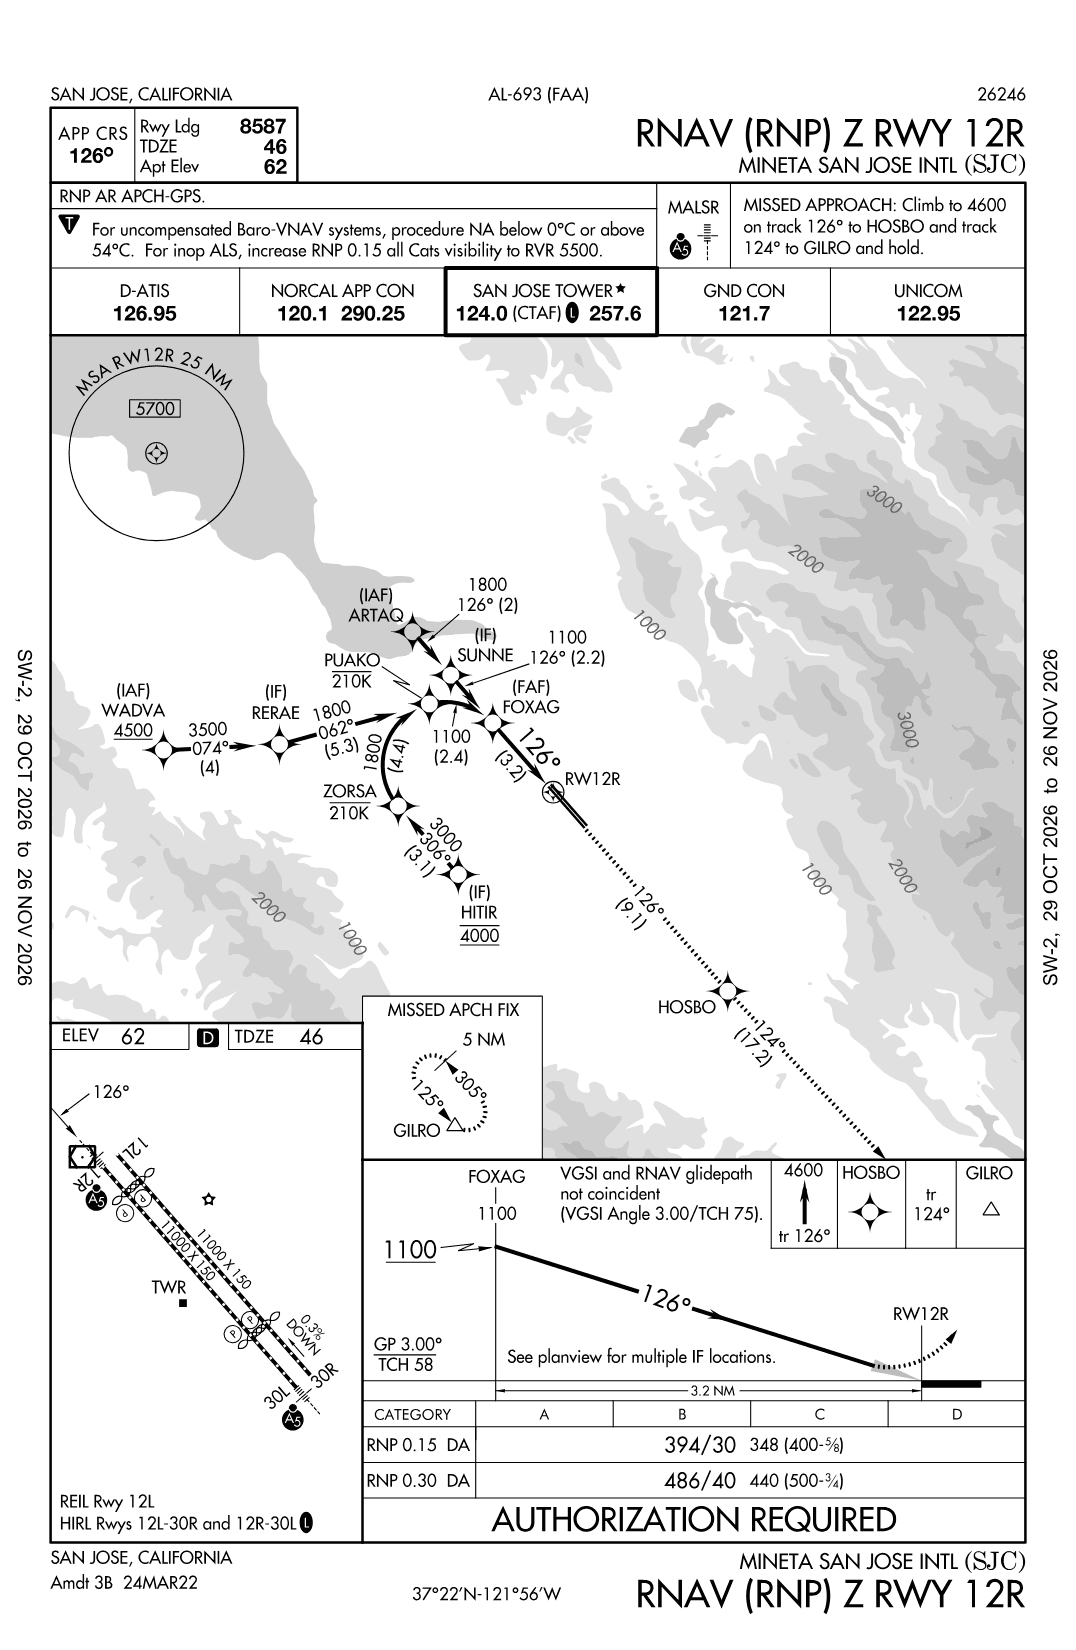 SAN JOSE, CALIFORNIA
AL-693 (FAA)
26246
APP CRS
126°
Rwy Ldg 8587
TDZE 46
Apt Elev 62
RNAV (RNP) Z RWY 12R
MINETA SAN JOSE INTL (SJC)
RNP AR APCH-GPS.
T
For uncompensated Baro-VNAV systems, procedure NA below 0°C or above
54°C. For inop ALS, increase RNP 0.15 all Cats visibility to RVR 5500.
MALSR
A5
MISSED APPROACH: Climb to 4600
on track 126° to HOSBO and track
124° to GILRO and hold.
D-ATIS
126.95
NORCAL APP CON
120.1 290.25
SAN JOSE TOWER★
124.0 (CTAF) L 257.6
GND CON
121.7
UNICOM
122.95
MSA RW12R 25 NM
5700
3000
2000
1000
3000
1000
2000
2000
1000
(IAF)
ARTAQ
1800
126° (2)
(IF)
SUNNE
1100
126° (2.2)
PUAKO
210K
(FAF)
FOXAG
(IAF)
WADVA
4500
3500
074°
(4)
(IF)
RERAE
1800
062°
(5.3)
1800
(4.4)
1100
(2.4)
126°
(3.2)
RW12R
ZORSA
210K
3000
306°
(3.1)
(IF)
HITIR
4000
126°
(9.1)
HOSBO
124°
(17.2)
MISSED APCH FIX
5 NM
305°
125°
GILRO
ELEV 62
D
TDZE 46
126°
12L
12R
A5
P
P
11000 X 150
11000 X 150
TWR
P
P
0.3%
DOWN
30R
30L
A5
REIL Rwy 12L
HIRL Rwys 12L-30R and 12R-30L L
FOXAG
1100
1100
VGSI and RNAV glidepath
not coincident
(VGSI Angle 3.00/TCH 75).
4600
tr 126°
HOSBO
tr
124°
GILRO
126°
RW12R
GP 3.00°
TCH 58
See planview for multiple IF locations.
3.2 NM
CATEGORY A B C D
RNP 0.15 DA 394/30 348 (400-⅝)
RNP 0.30 DA 486/40 440 (500-¾)
AUTHORIZATION REQUIRED
SAN JOSE, CALIFORNIA
Amdt 3B 24MAR22
37°22'N-121°56'W
MINETA SAN JOSE INTL (SJC)
RNAV (RNP) Z RWY 12R
SW-2, 29 OCT 2026 to 26 NOV 2026
SW-2, 29 OCT 2026 to 26 NOV 2026